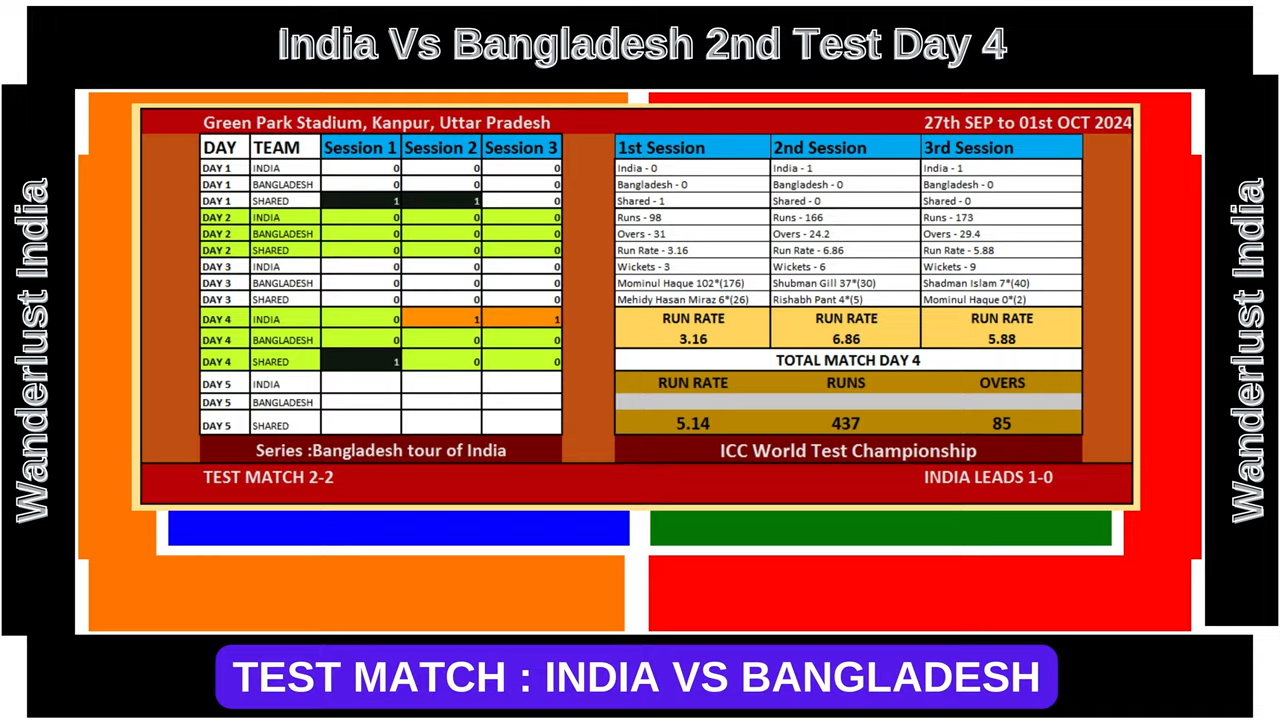 India Vs Bangladesh 2nd Test Day 4
Wanderlust India
Green Park Stadium, Kanpur, Uttar Pradesh
27th SEP to 01st OCT 2024
DAY TEAM Session 1 Session 2 Session 3
DAY 1 INDIA 0 0 0
DAY 1 BANGLADESH 0 0 0
DAY 1 SHARED 1 1 0
DAY 2 INDIA 0 0 0
DAY 2 BANGLADESH 0 0 0
DAY 2 SHARED 0 0 0
DAY 3 INDIA 0 0 0
DAY 3 BANGLADESH 0 0 0
DAY 3 SHARED 0 0 0
DAY 4 INDIA 0 1 1
DAY 4 BANGLADESH 0 0 0
DAY 4 SHARED 1 0 0
DAY 5 INDIA
DAY 5 BANGLADESH
DAY 5 SHARED
Series :Bangladesh tour of India
1st Session 2nd Session 3rd Session
India - 0 India - 1 India - 1
Bangladesh - 0 Bangladesh - 0 Bangladesh - 0
Shared - 1 Shared - 0 Shared - 0
Runs - 98 Runs - 166 Runs - 173
Overs - 31 Overs - 24.2 Overs - 29.4
Run Rate - 3.16 Run Rate - 6.86 Run Rate - 5.88
Wickets - 3 Wickets - 6 Wickets - 9
Mominul Haque 102*(176) Shubman Gill 37*(30) Shadman Islam 7*(40)
Mehidy Hasan Miraz 6*(26) Rishabh Pant 4*(5) Mominul Haque 0*(2)
RUN RATE RUN RATE RUN RATE
3.16 6.86 5.88
TOTAL MATCH DAY 4
RUN RATE RUNS OVERS
5.14 437 85
ICC World Test Championship
TEST MATCH 2-2
INDIA LEADS 1-0
Wanderlust India
TEST MATCH : INDIA VS BANGLADESH